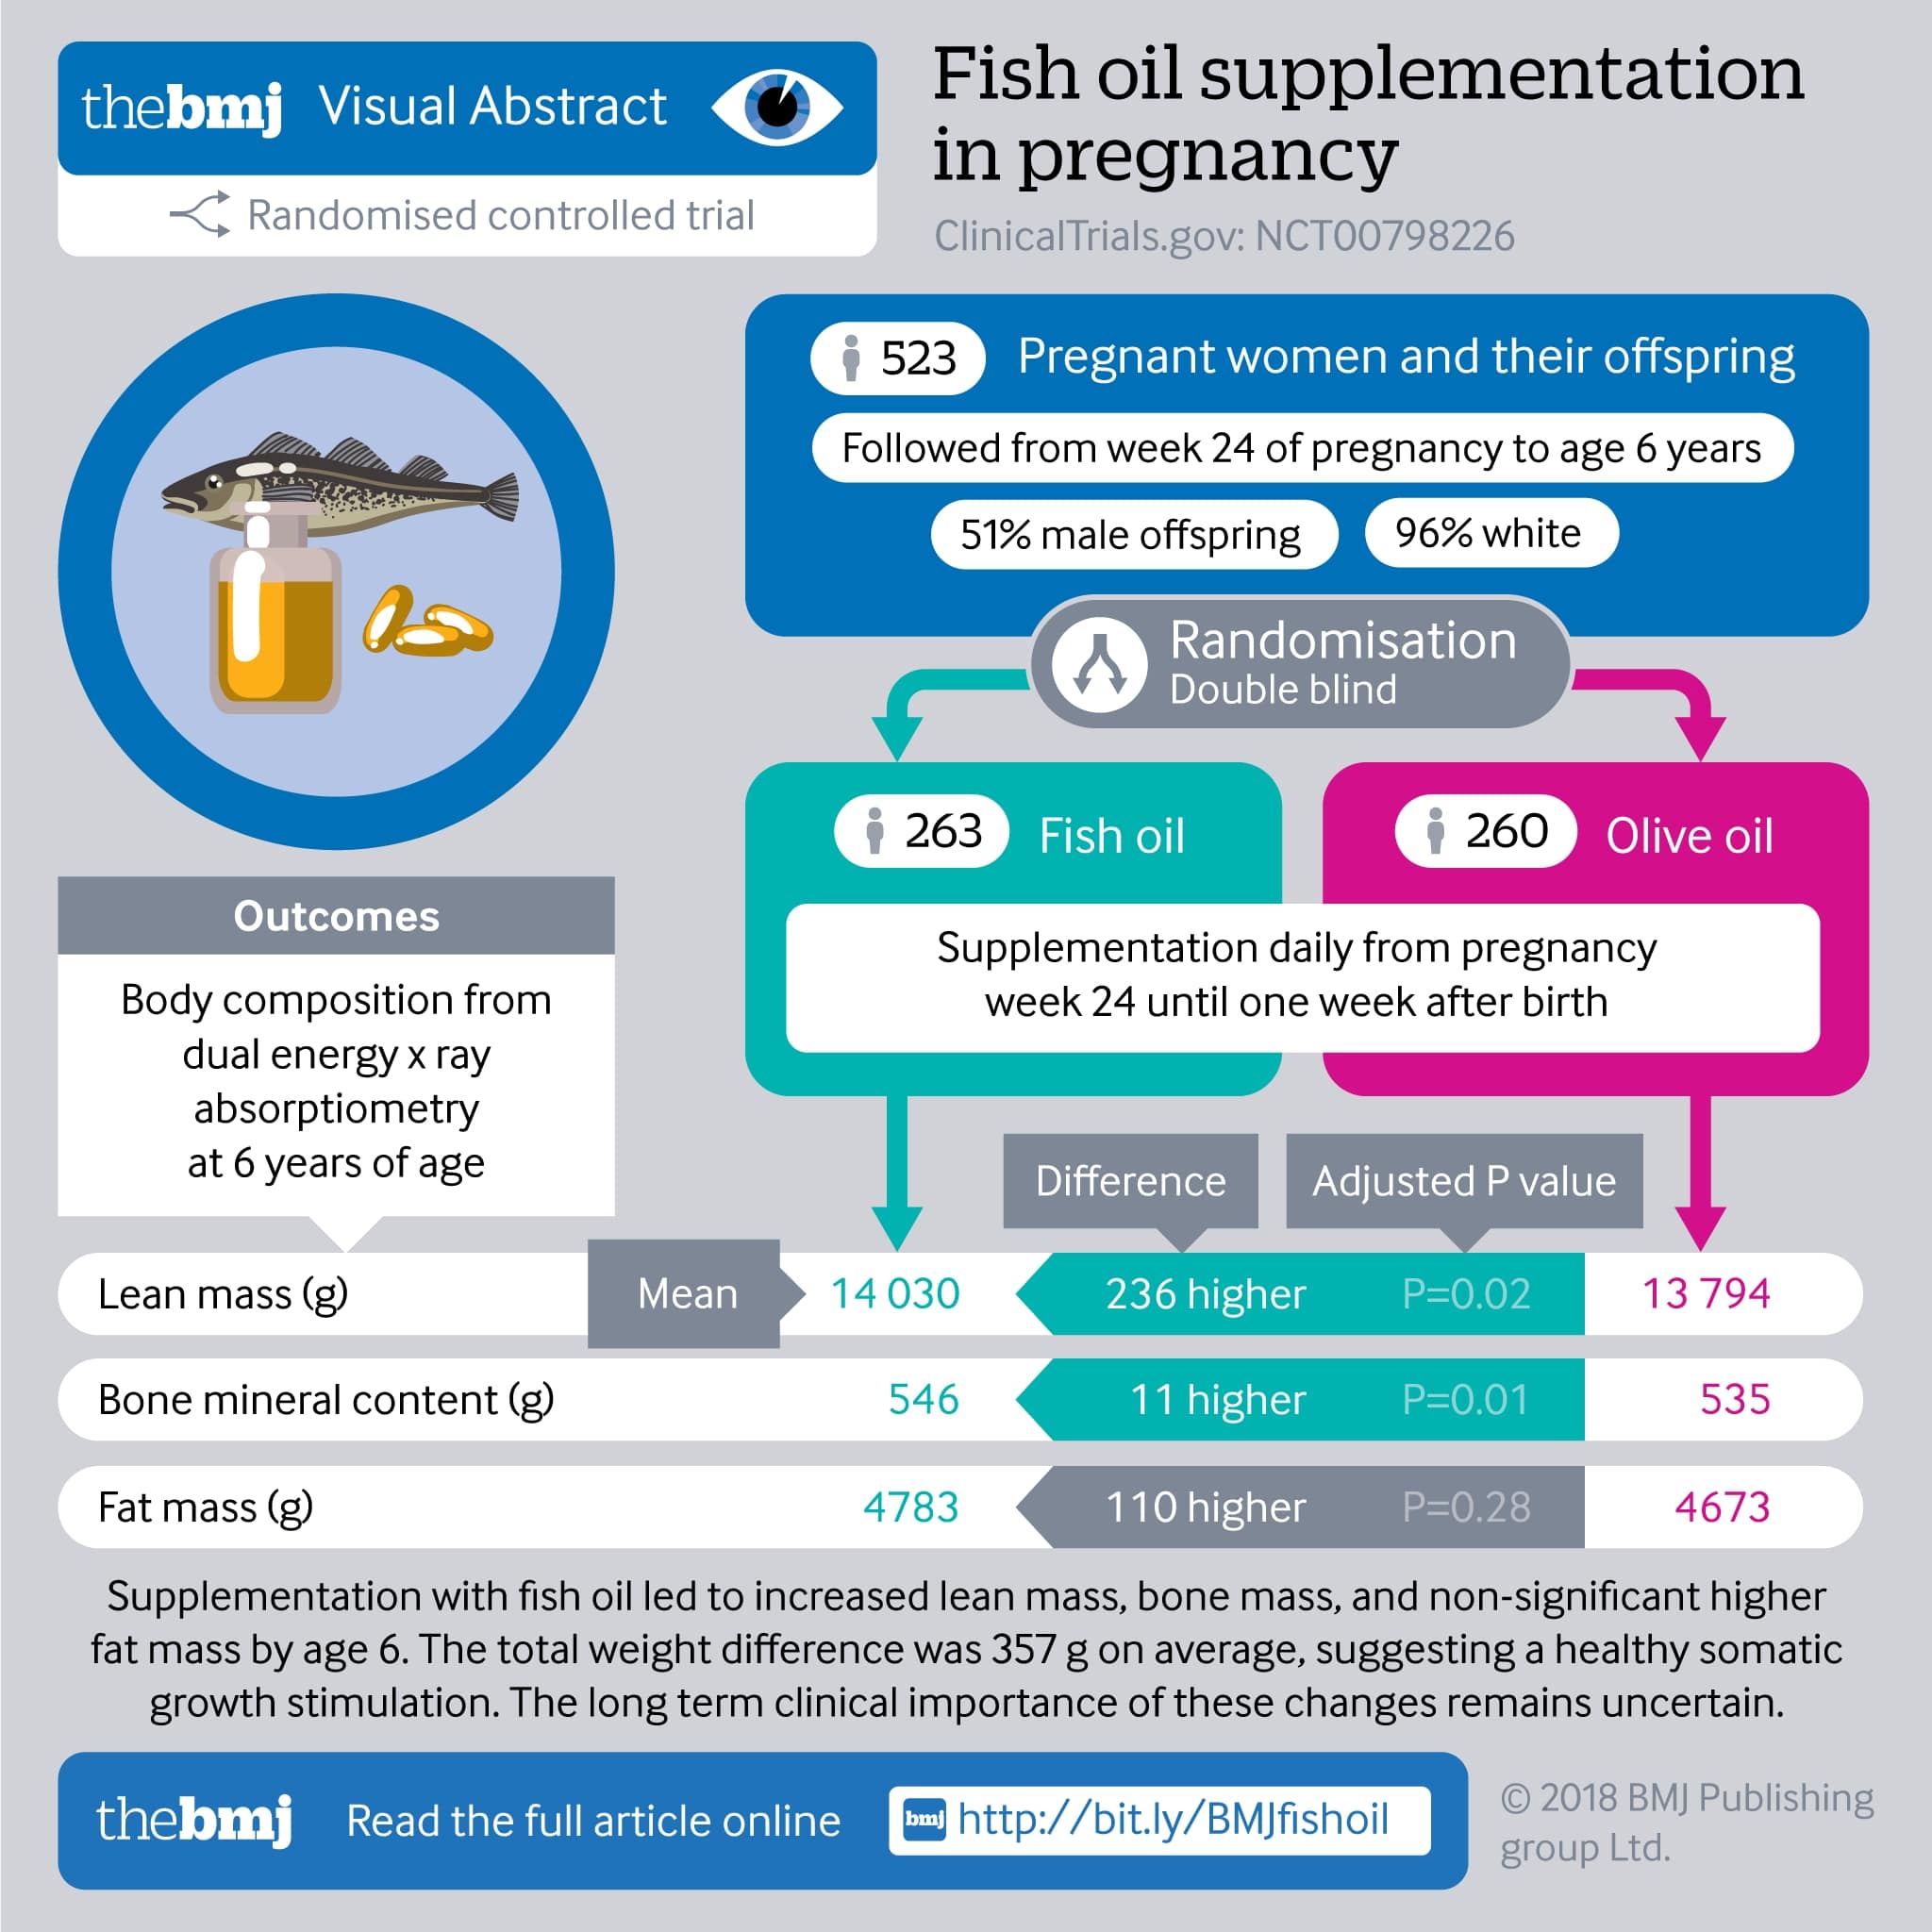 thebmj Visual Abstract
Randomised controlled trial
Fish oil supplementation
in pregnancy
ClinicalTrials.gov: NCT00798226
523 Pregnant women and their offspring
Followed from week 24 of pregnancy to age 6 years
51% male offspring 96% white
Randomisation
Double blind
263 Fish oil
260 Olive oil
Supplementation daily from pregnancy
week 24 until one week after birth
Outcomes
Body composition from
dual energy x ray
absorptiometry
at 6 years of age
Difference Adjusted P value
Lean mass (g) Mean 14 030 236 higher P=0.02 13 794
Bone mineral content (g) 546 11 higher P=0.01 535
Fat mass (g) 4783 110 higher P=0.28 4673
Supplementation with fish oil led to increased lean mass, bone mass, and non-significant higher
fat mass by age 6. The total weight difference was 357 g on average, suggesting a healthy somatic
growth stimulation. The long term clinical importance of these changes remains uncertain.
thebmj Read the full article online bmj http://bit.ly/BMJfishoil
© 2018 BMJ Publishing
group Ltd.